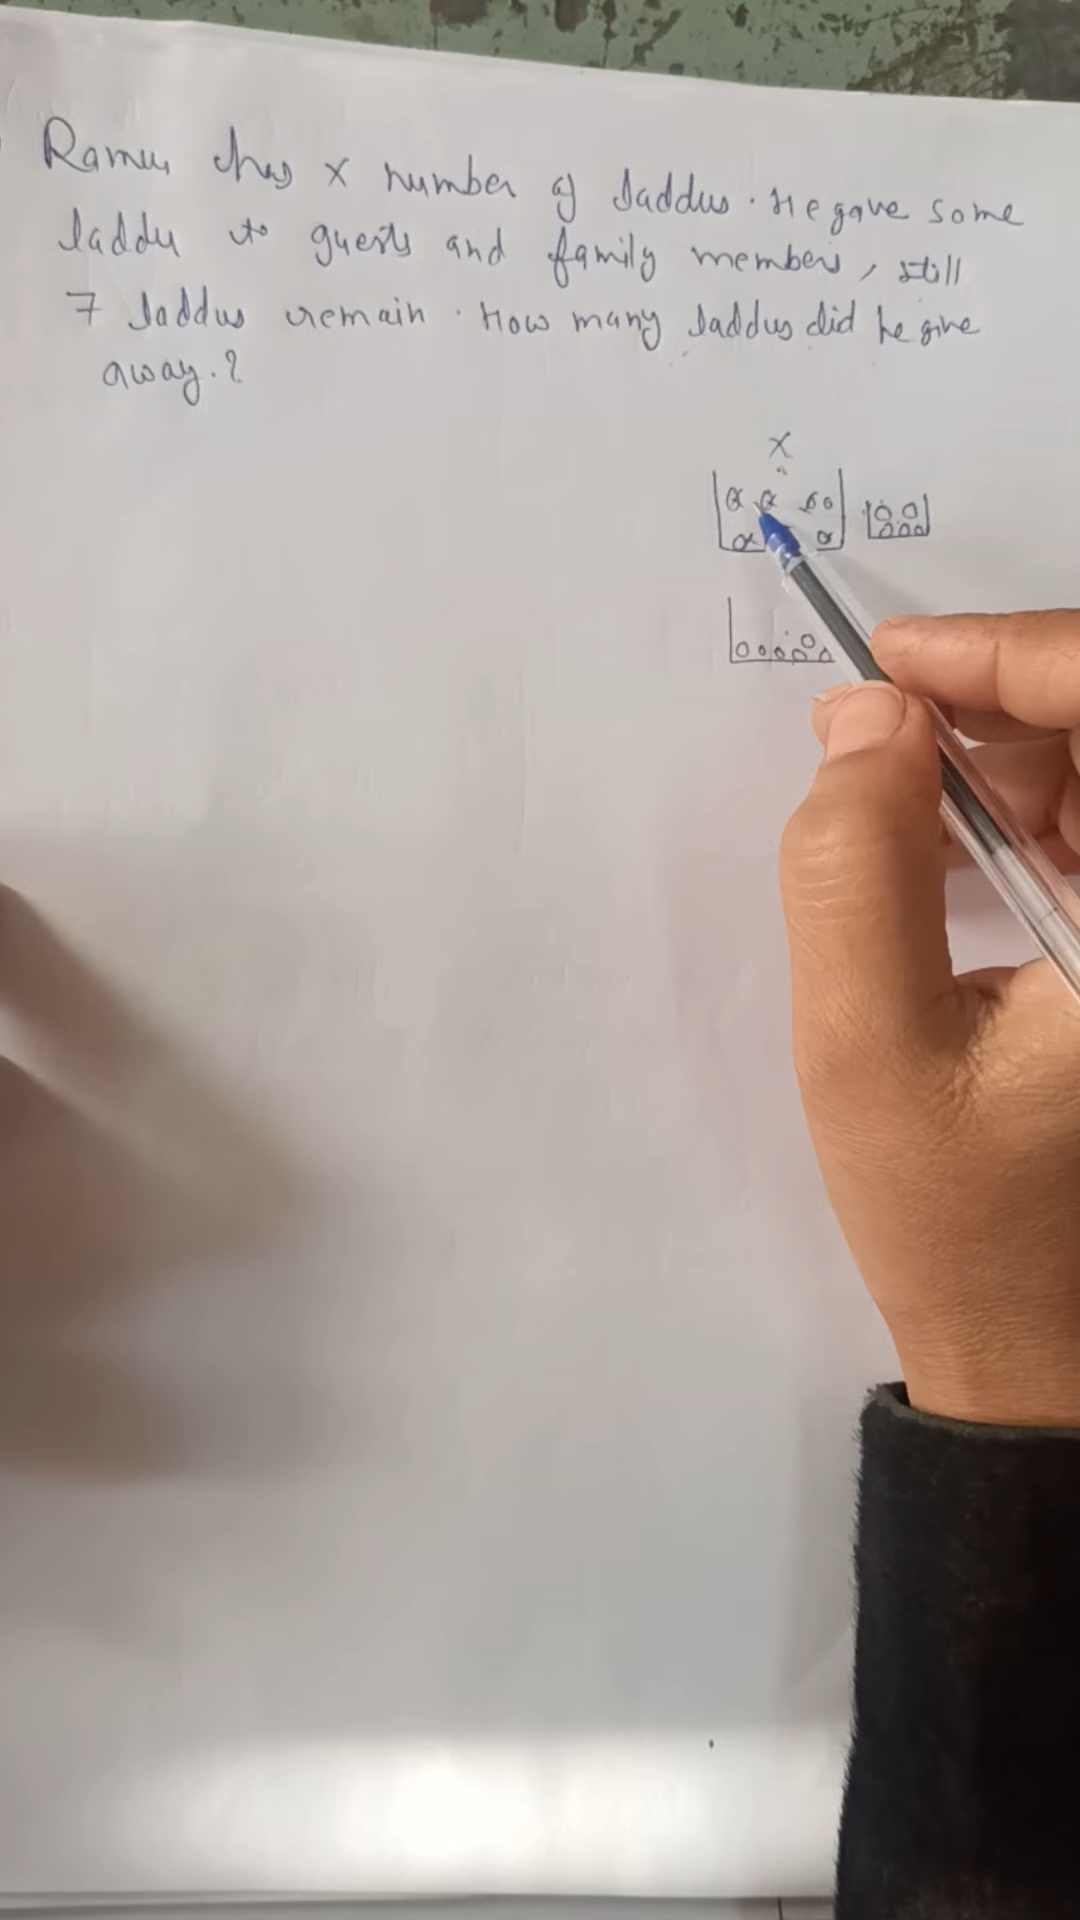 Ramu has x number of laddus. He gave some
laddu to guests and family members, still
7 laddus remain. How many laddus did he give
away.?
x